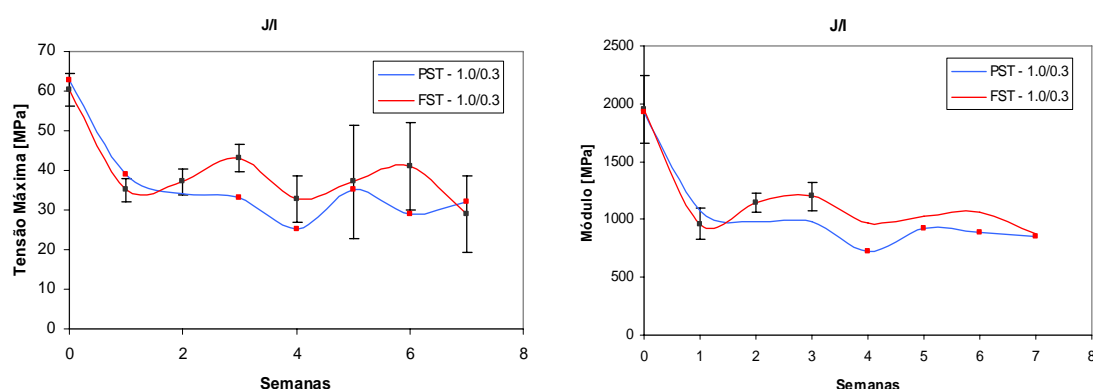 J/I
70
60
50
40
30
20
10
0
0 2 4 6 8
Tensão Máxima [MPa]
Semanas
PST - 1.0/0.3
FST - 1.0/0.3
J/I
2500
2000
1500
1000
500
0
0 1 2 3 4 5 6 7 8
Módulo [MPa]
Semanas
PST - 1.0/0.3
FST - 1.0/0.3